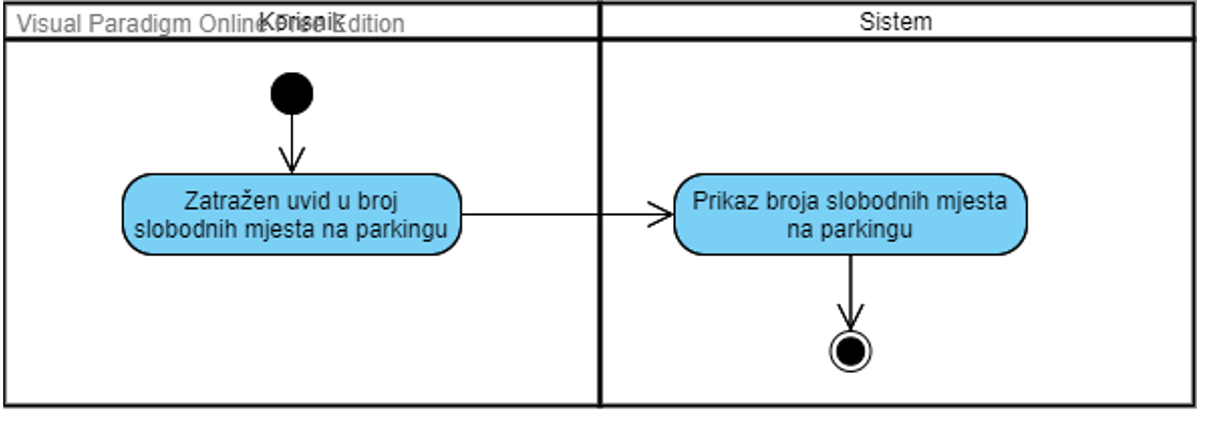 Visual Paradigm Online Free Edition
Korisnik
Sistem
Zatražen uvid u broj
slobodnih mjesta na parkingu
Prikaz broja slobodnih mjesta
na parkingu